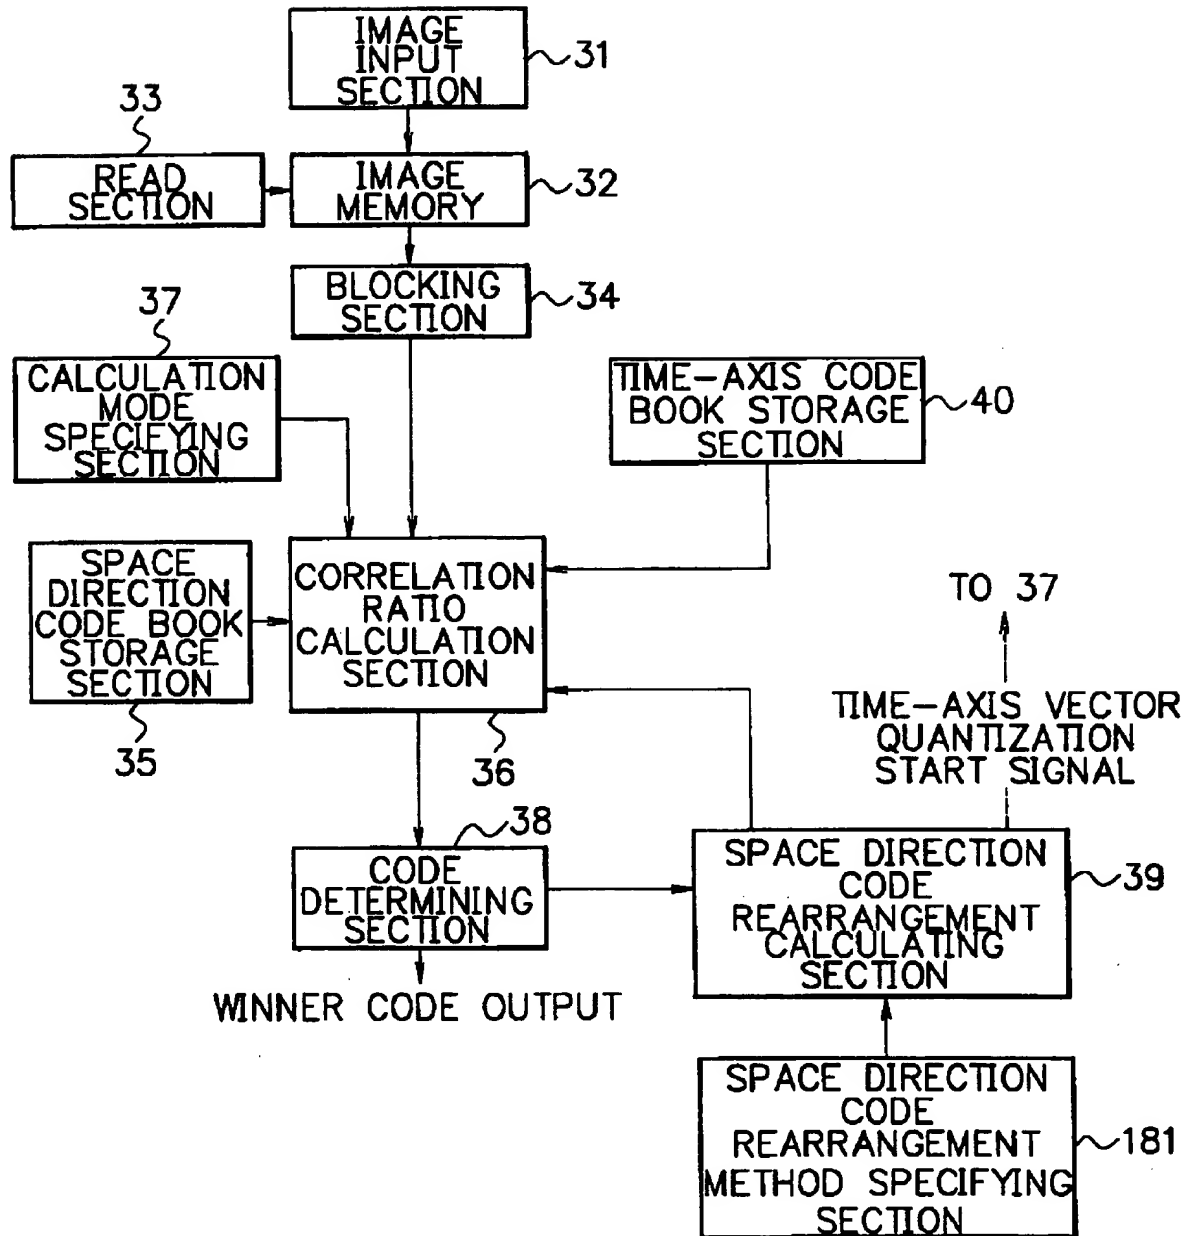 IMAGE
INPUT
SECTION
31
33
READ
SECTION
IMAGE
MEMORY
32
BLOCKING
SECTION
34
37
CALCULATION
MODE
SPECIFYING
SECTION
TIME-AXIS CODE
BOOK STORAGE
SECTION
40
SPACE
DIRECTION
CODE BOOK
STORAGE
SECTION
35
CORRELATION
RATIO
CALCULATION
SECTION
36
TO 37
TIME-AXIS VECTOR
QUANTIZATION
START SIGNAL
38
CODE
DETERMINING
SECTION
WINNER CODE OUTPUT
SPACE DIRECTION
CODE
REARRANGEMENT
CALCULATING
SECTION
39
SPACE DIRECTION
CODE
REARRANGEMENT
METHOD SPECIFYING
SECTION
181